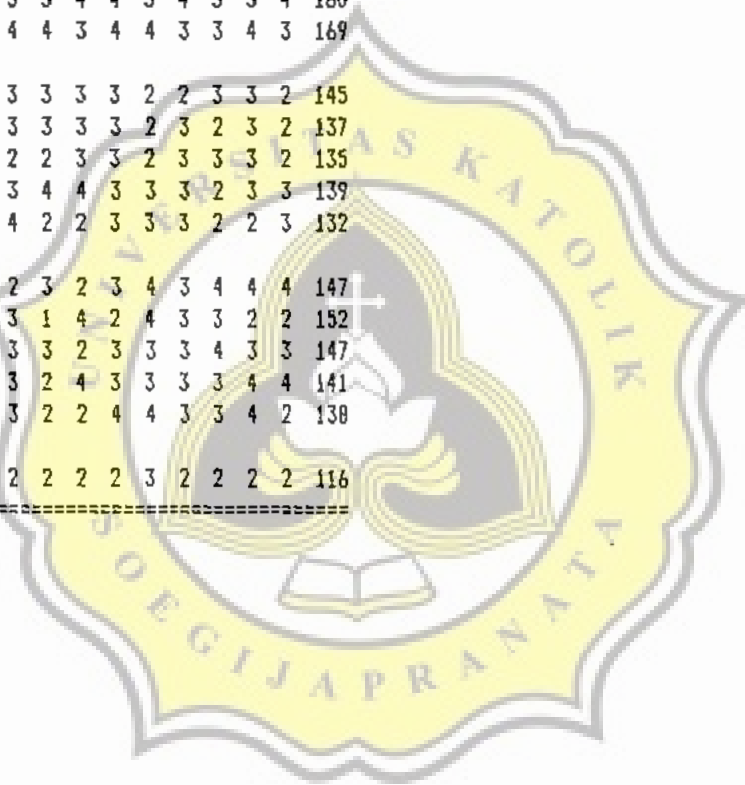 4 4 3 4 4 3 3 4 3 169
3 3 3 3 2 2 3 3 2 145
3 3 3 3 2 3 2 3 2 137
2 2 3 3 2 3 3 3 2 135
3 4 4 3 3 3 2 3 3 139
4 2 2 3 3 3 2 2 3 132
2 3 2 3 4 3 4 4 4 147
3 1 4 2 4 3 3 2 2 152
3 3 2 3 3 3 4 3 3 147
3 2 4 3 3 3 3 4 4 141
3 2 2 4 4 3 3 4 2 138
2 2 2 2 3 2 2 2 2 116
UNIVERSITAS KATOLIK
SOEGIJAPRANATA